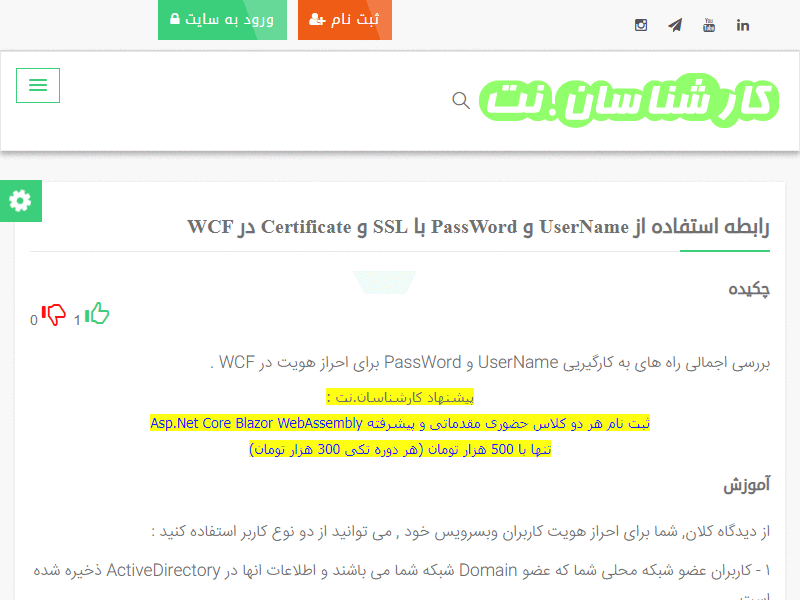 ثبت نام
ورود به سایت
کارشناسان.نت
رابطه استفاده از UserName و PassWord با SSL و Certificate در WCF
چکیده
1
0
بررسی اجمالی راه های به کارگیریی UserName و PassWord برای احراز هویت در WCF .
پیشنهاد کارشناسان.نت :
ثبت نام هر دو کلاس حضوری مقدماتی و پیشرفته Asp.Net Core Blazor WebAssembly
تنها با 500 هزار تومان (هر دوره تکی 300 هزار تومان)
آموزش
از دیدگاه کلان, شما برای احراز هویت کاربران وبسرویس خود , می توانید از دو نوع کاربر استفاده کنید :
۱ - کاربران عضو شبکه محلی شما که عضو Domain شبکه شما می باشند و اطلاعات انها در ActiveDirectory ذخیره شده